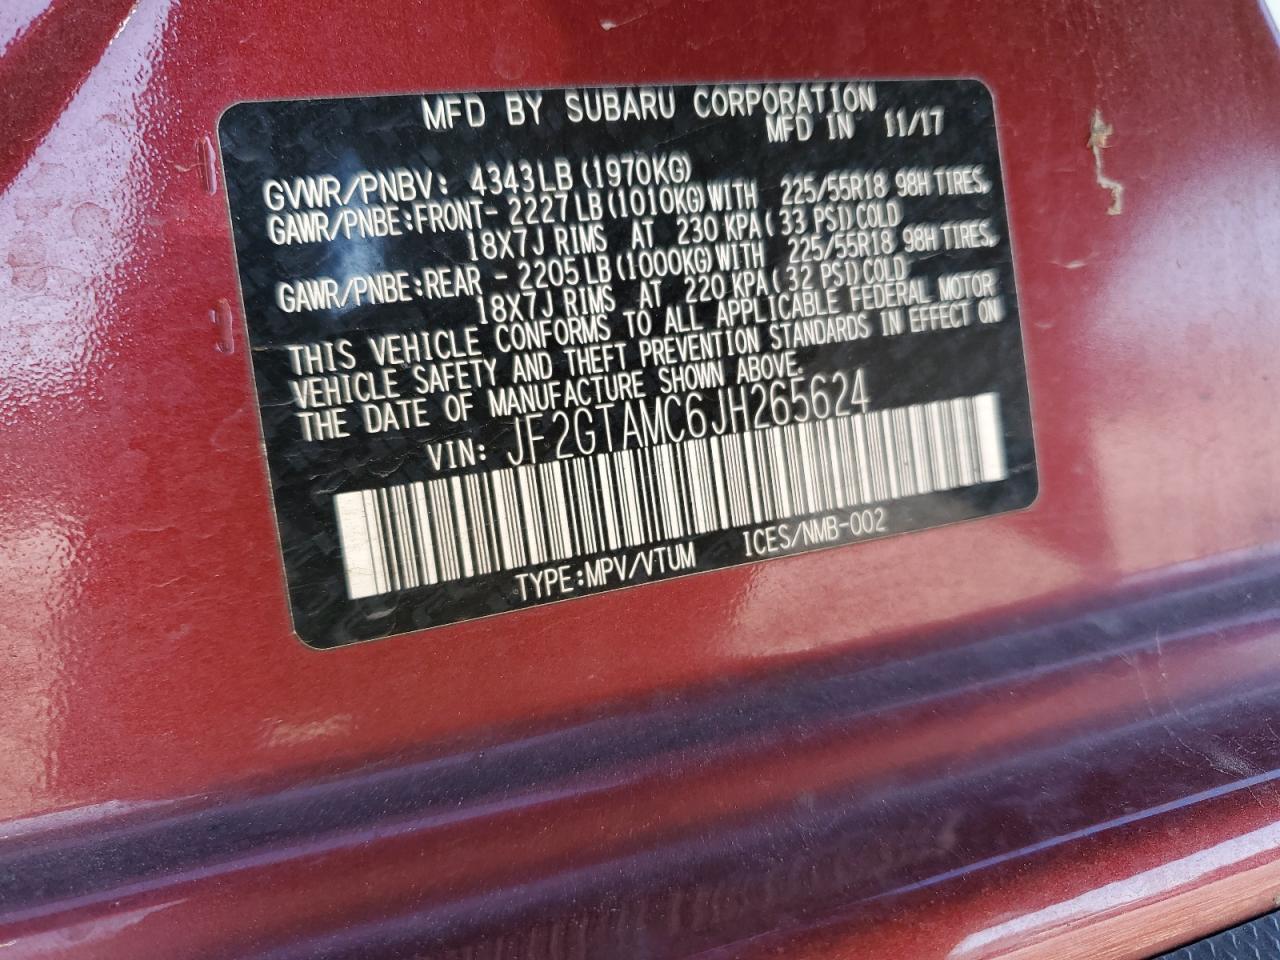 MFD BY SUBARU CORPORATION
MFD IN 11/17
GVWR/PNBV: 4343LB(1970KG)
GAWR/PNBE:FRONT- 2227LB(1010KG)WITH 225/55R18 98H TIRES,
18X7J RIMS AT 230 KPA( 33 PSI)COLD
GAWR/PNBE:REAR - 2205LB(1000KG)WITH 225/55R18 98H TIRES,
18X7J RIMS AT 220 KPA( 32 PSI)COLD
THIS VEHICLE CONFORMS TO ALL APPLICABLE FEDERAL MOTOR
VEHICLE SAFETY AND THEFT PREVENTION STANDARDS IN EFFECT ON
THE DATE OF MANUFACTURE SHOWN ABOVE.
VIN: JF2GTAMC6JH265624
TYPE:MPV/VTUM ICES/NMB-002